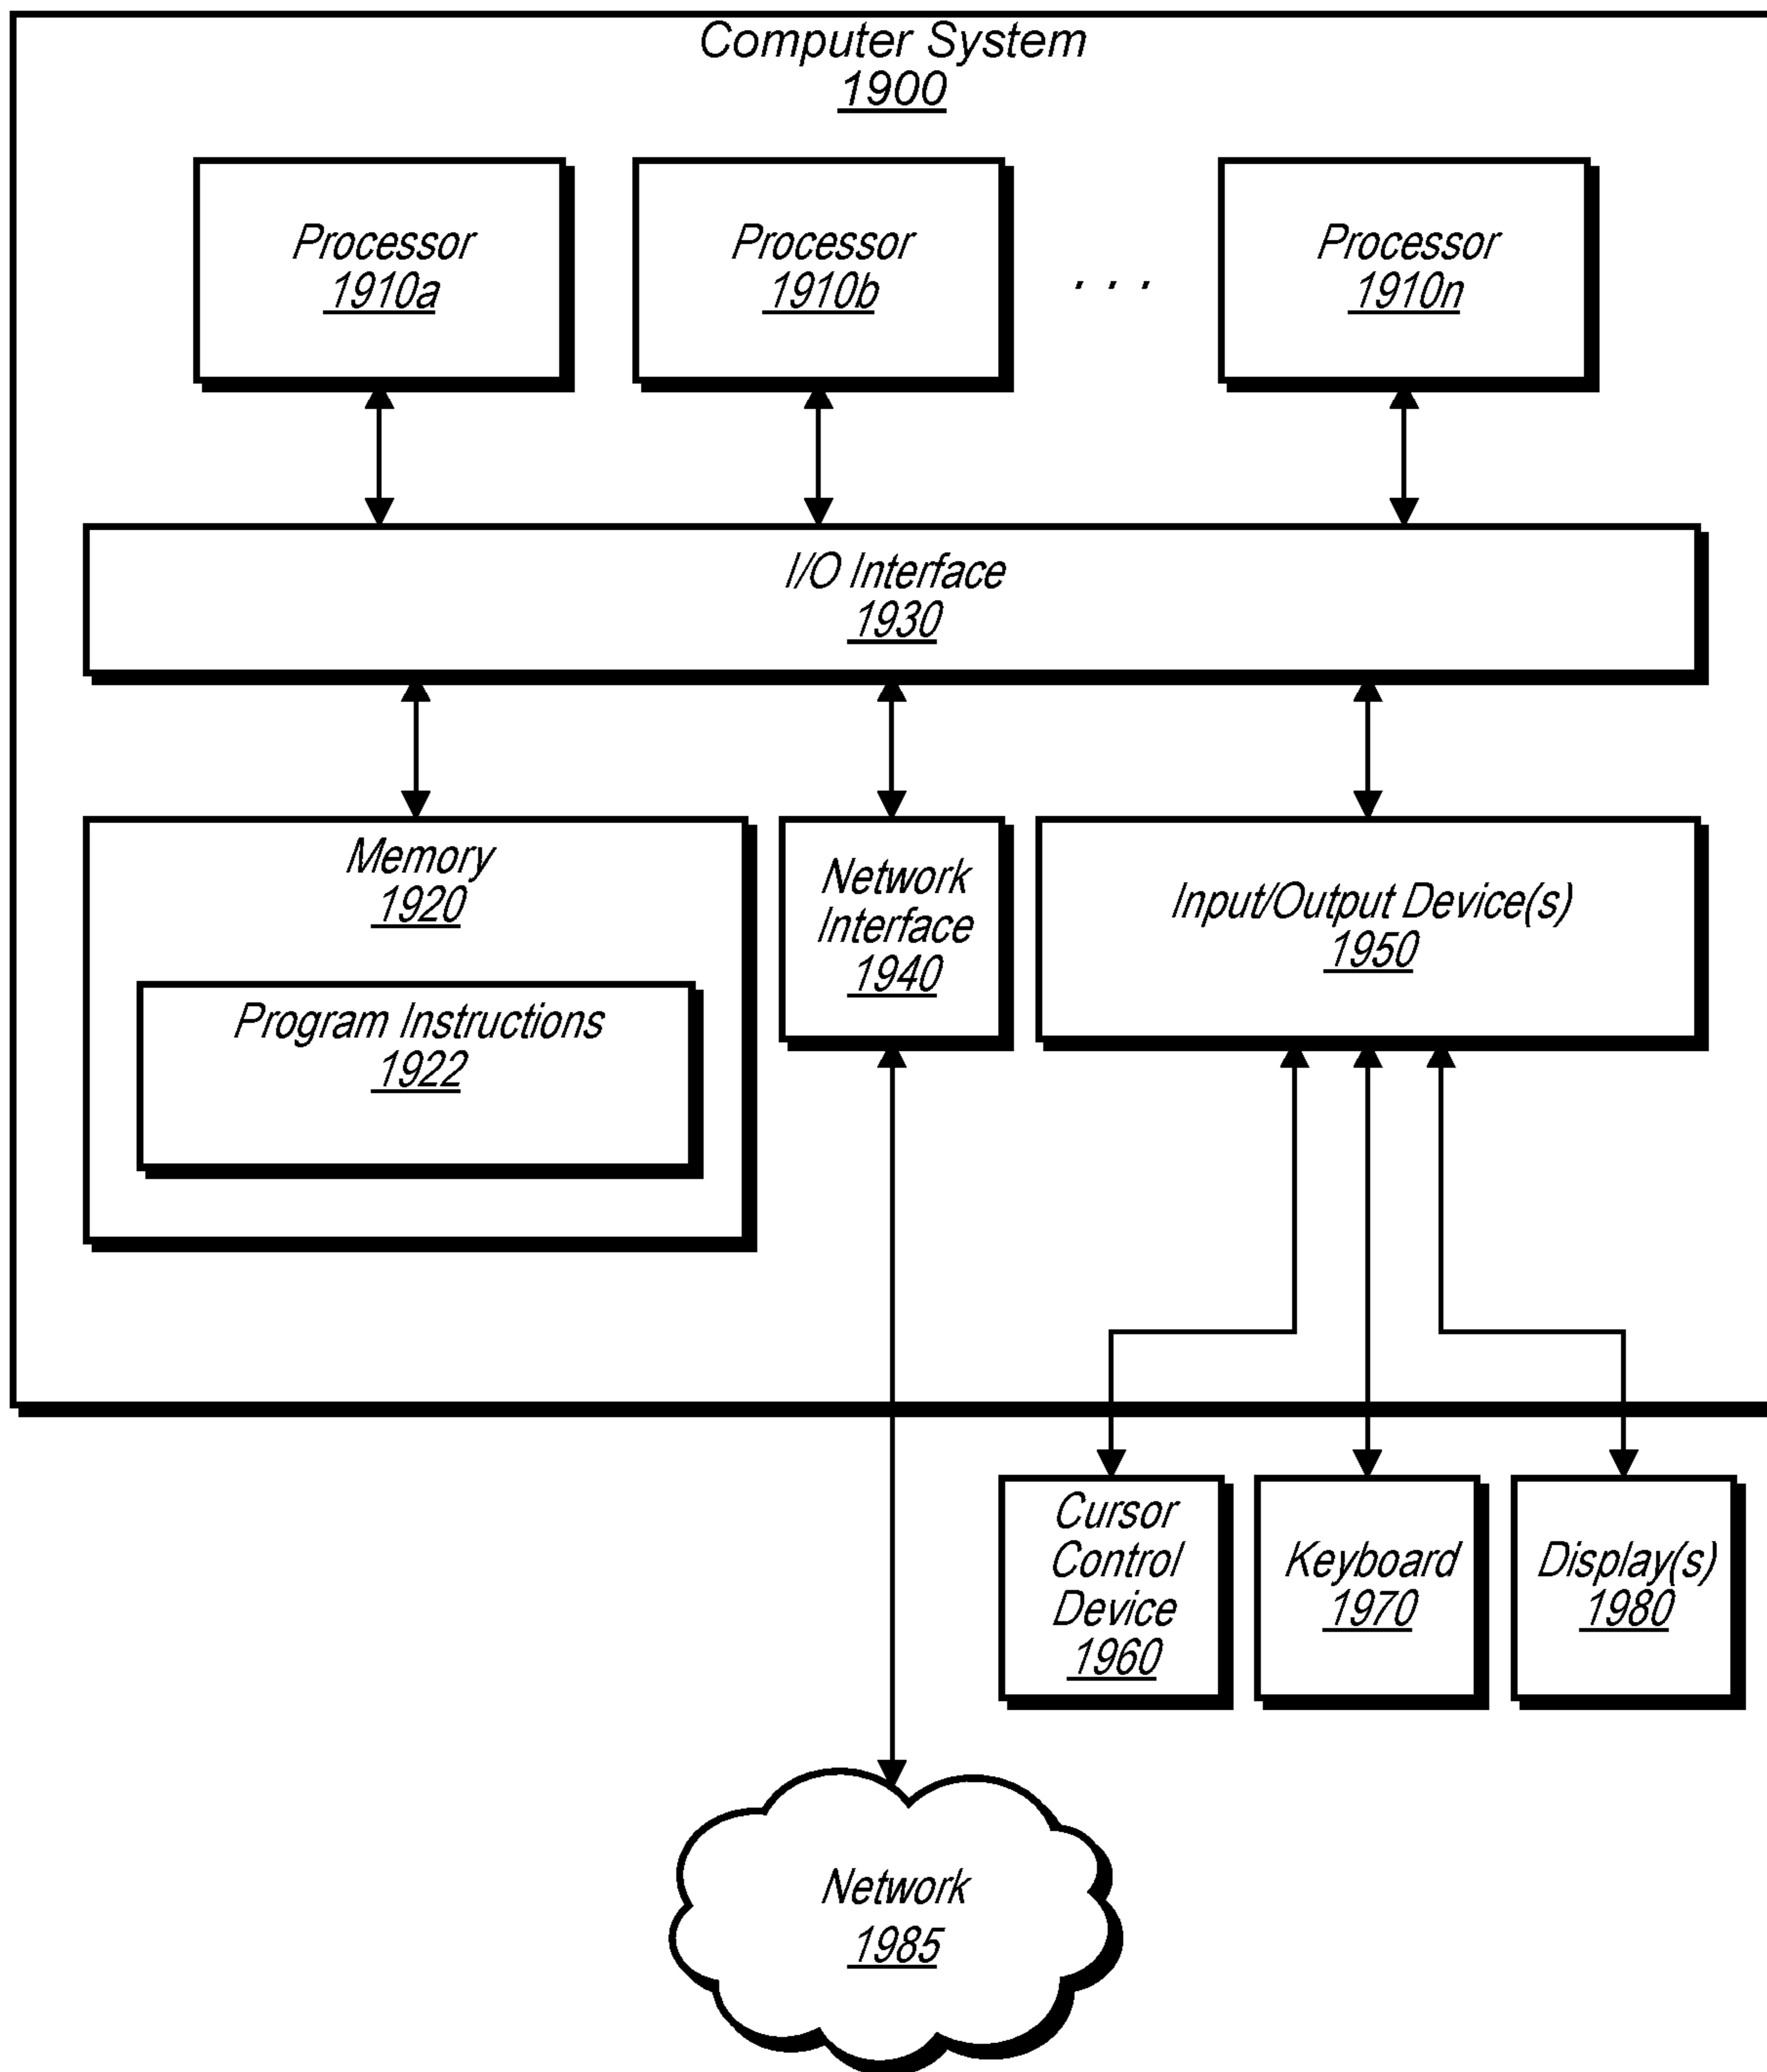 Computer System
1900
Processor
1910a
Processor
1910b
. . .
Processor
1910n
I/O Interface
1930
Memory
1920
Program Instructions
1922
Network
Interface
1940
Input/Output Device(s)
1950
Cursor
Control
Device
1960
Keyboard
1970
Display(s)
1980
Network
1985